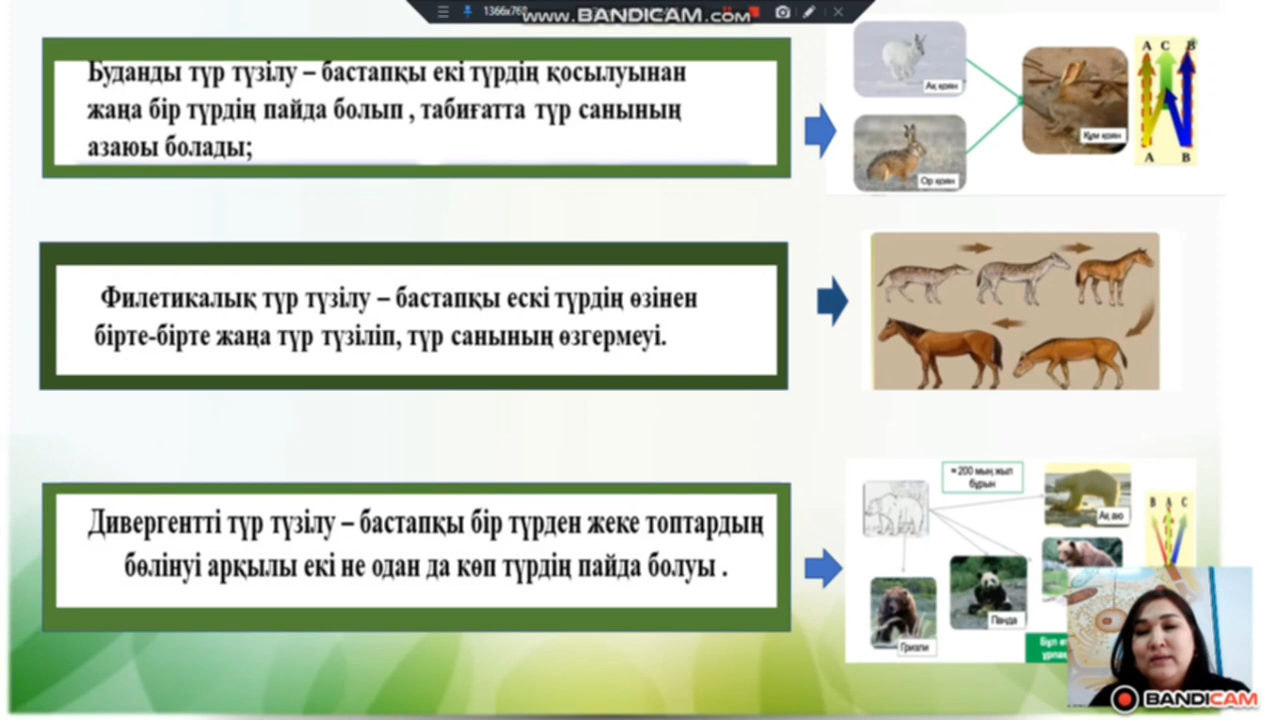 1366x768
www.BANDICAM.com
Буданды түр түзілу – бастапқы екі түрдің қосылуынан
жаңа бір түрдің пайда болып , табиғатта түр санының
азаюы болады;
Ақ қоян
Ор қоян
Құм қоян
A C B
A B
Филетикалық түр түзілу – бастапқы ескі түрдің өзінен
бірте-бірте жаңа түр түзіліп, түр санының өзгермеуі.
Дивергентті түр түзілу – бастапқы бір түрден жеке топтардың
бөлінуі арқылы екі не одан да көп түрдің пайда болуы .
≈ 200 мың жыл
бұрын
Ақ аю
B A C
Панда
Гризли
Бұл
BANDICAM